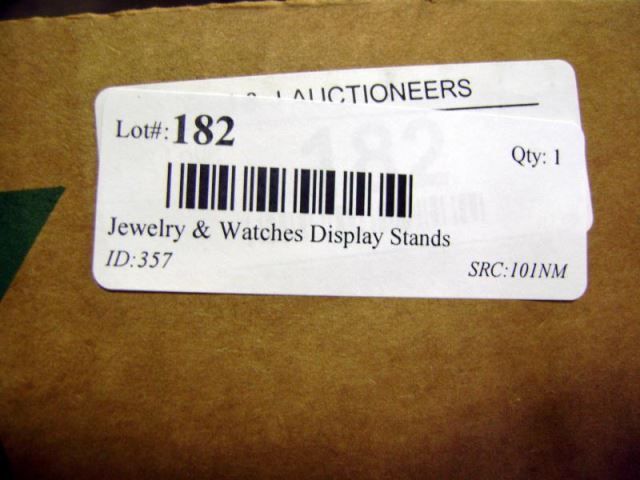 & AUCTIONEERS
Lot#: 182
Qty: 1
Jewelry & Watches Display Stands
ID:357
SRC:101NM